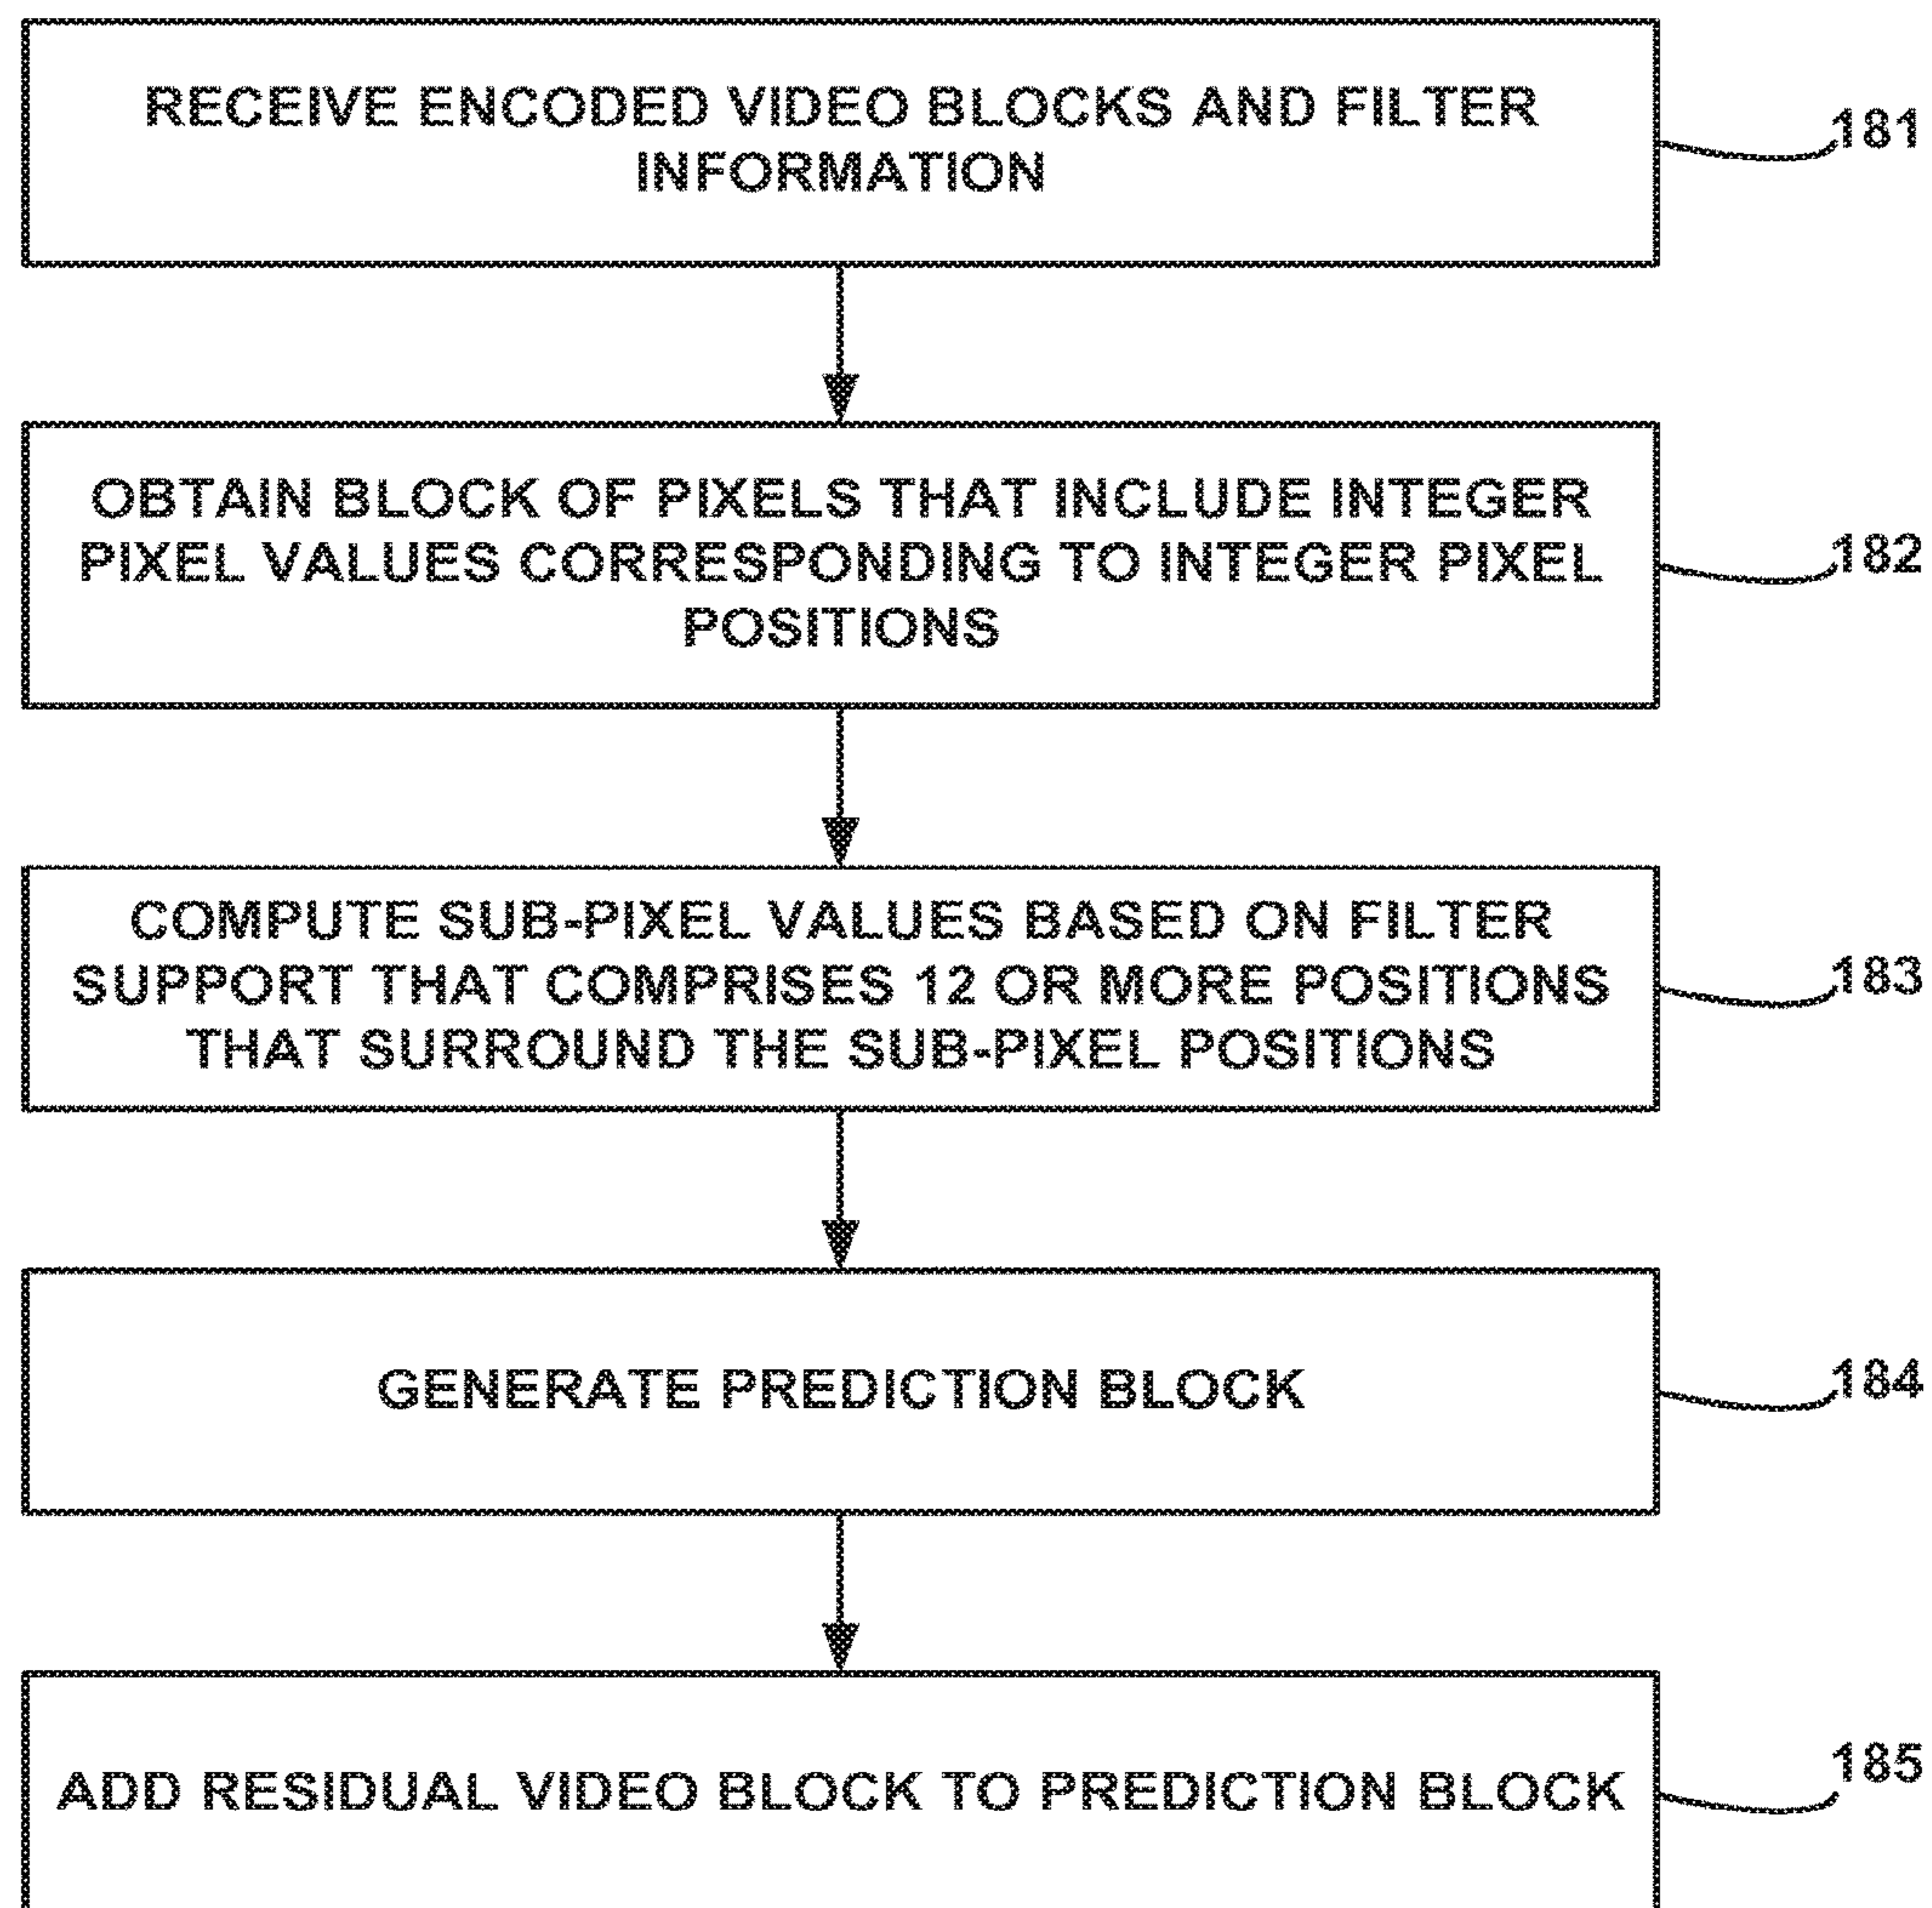 RECEIVE ENCODED VIDEO BLOCKS AND FILTER
INFORMATION
181
OBTAIN BLOCK OF PIXELS THAT INCLUDE INTEGER
PIXEL VALUES CORRESPONDING TO INTEGER PIXEL
POSITIONS
182
COMPUTE SUB-PIXEL VALUES BASED ON FILTER
SUPPORT THAT COMPRISES 12 OR MORE POSITIONS
THAT SURROUND THE SUB-PIXEL POSITIONS
183
GENERATE PREDICTION BLOCK
184
ADD RESIDUAL VIDEO BLOCK TO PREDICTION BLOCK
185